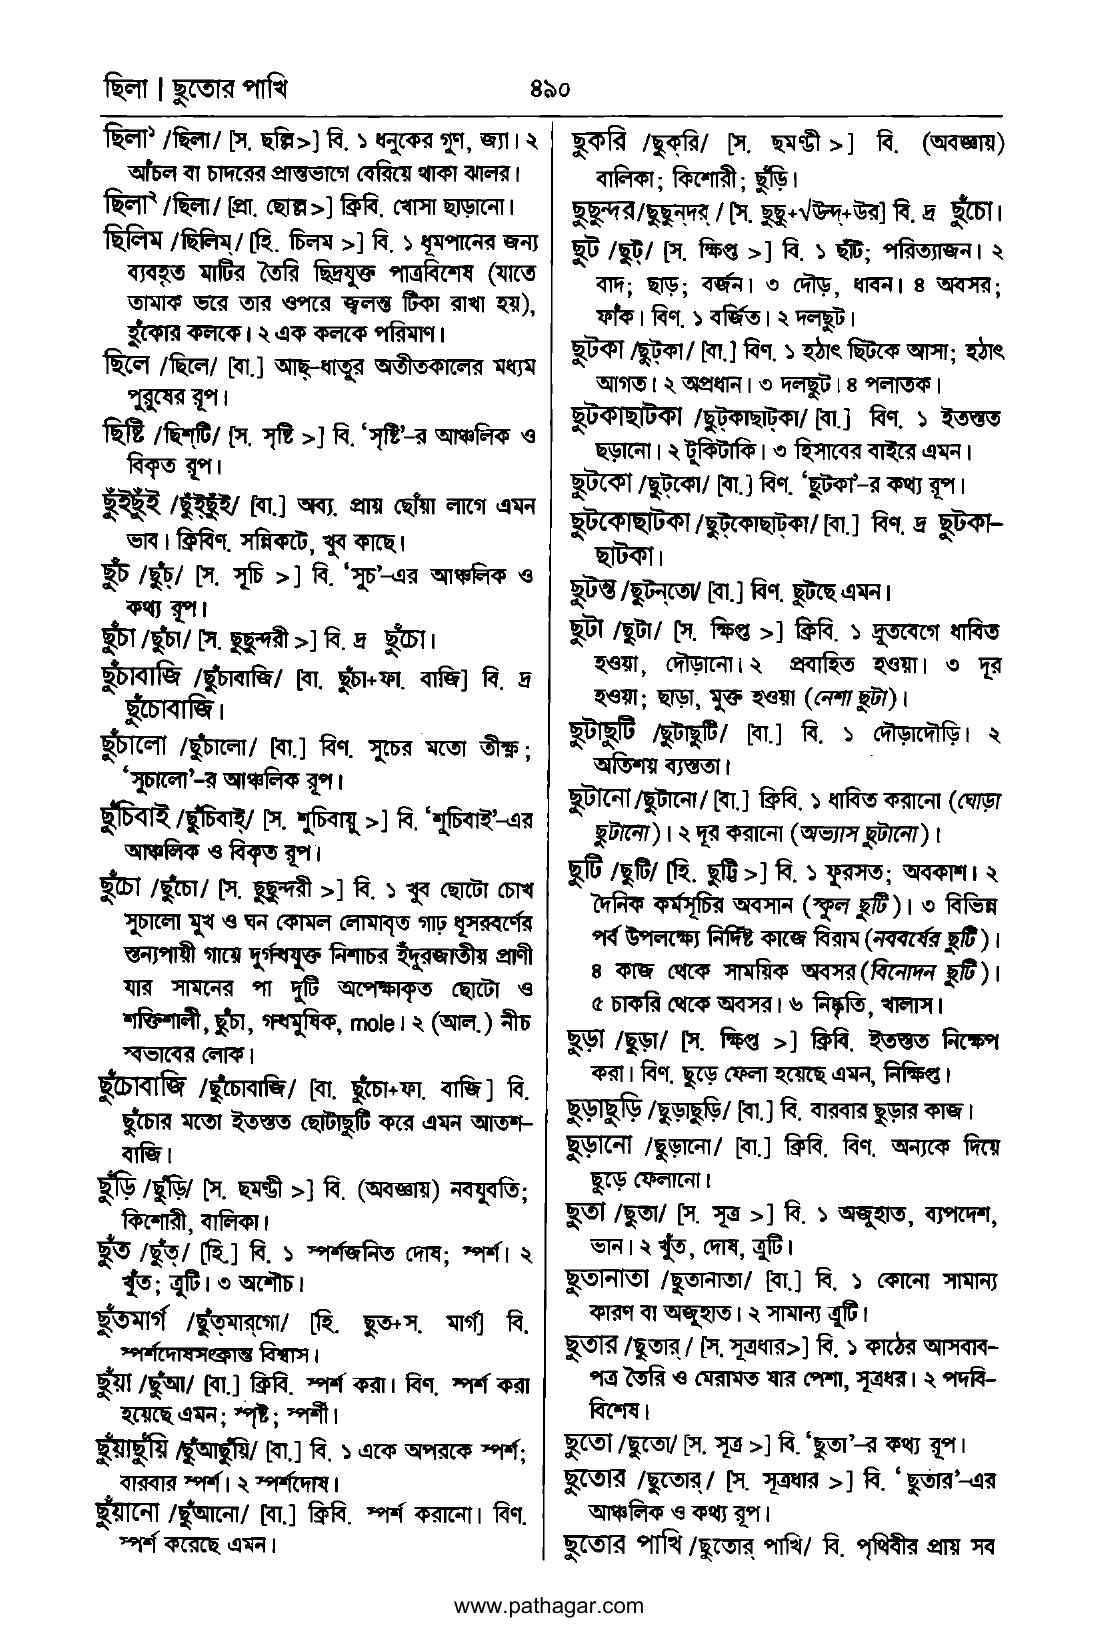 ছিলা | ছুতোর পাখি
৪৯০
ছিলা১ /ছিলা/ [স. ছল্লি>] বি. ১ ধনুকের গুণ, জ্যা। ২
আঁচল বা চাদরের প্রান্তভাগে বেরিয়ে থাকা ঝালর।
ছিলা২ /ছিলা/ [প্রা. ছোল্ল>] ক্রিবি. খোসা ছাড়ানো।
ছিলিম /ছিলিম্/ [হি. চিলম >] বি. ১ ধূমপানের জন্য
ব্যবহৃত মাটির তৈরি ছিদ্রযুক্ত পাত্রবিশেষ (যাতে
তামাক ভরে তার ওপরে জ্বলন্ত টিকা রাখা হয়),
হুঁকোর কলকে। ২ এক কলকে পরিমাণ।
ছিলে /ছিলে/ [বা.] আছ্-ধাতুর অতীতকালের মধ্যম
পুরুষের রূপ।
ছিষ্টি /ছিশ্‌টি/ [স. সৃষ্টি >] বি. ‘সৃষ্টি’-র আঞ্চলিক ও
বিকৃত রূপ।
ছুঁইছুঁই /ছুঁইছুঁই/ [বা.] অব্য. প্রায় ছোঁয়া লাগে এমন
ভাব। ক্রিবিণ. সন্নিকটে, খুব কাছে।
ছুঁচ /ছুঁচ্/ [স. সূচি >] বি. ‘সূচ’-এর আঞ্চলিক ও
কথ্য রূপ।
ছুঁচা /ছুঁচা/ [স. ছুছুন্দরী >] বি. দ্র ছুঁচো।
ছুঁচাবাজি /ছুঁচাবাজি/ [বা. ছুঁচা+ফা. বাজি] বি. দ্র
ছুঁচোবাজি।
ছুঁচালো /ছুঁচালো/ [বা.] বিণ. সুচের মতো তীক্ষ্ণ;
‘সুচালো’-র আঞ্চলিক রূপ।
ছুঁচিবাই /ছুঁচিবাই্/ [স. শুচিবায়ু >] বি. ‘শুচিবাই’-এর
আঞ্চলিক ও বিকৃত রূপ।
ছুঁচো /ছুঁচো/ [স. ছুছুন্দরী >] বি. ১ খুব ছোটো চোখ
সুচালো মুখ ও ঘন কোমল লোমাবৃত গাঢ় ধূসরবর্ণের
স্তন্যপায়ী গায়ে দুর্গন্ধযুক্ত নিশাচর ইঁদুরজাতীয় প্রাণী
যার সামনের পা দুটি অপেক্ষাকৃত ছোটো ও
শক্তিশালী, ছুঁচা, গন্ধমুষিক, mole। ২ (আল.) নীচ
স্বভাবের লোক।
ছুঁচোবাজি /ছুঁচোবাজি/ [বা. ছুঁচো+ফা. বাজি ] বি.
ছুঁচোর মতো ইতস্তত ছোটাছুটি করে এমন আতশ-
বাজি।
ছুঁড়ি /ছুঁড়ি/ [স. ছমণ্ডী >] বি. (অবজ্ঞায়) নবযুবতি;
কিশোরী, বালিকা।
ছুঁত /ছুঁত্/ [হি.] বি. ১ স্পর্শজনিত দোষ; স্পর্শ। ২
খুঁত; ত্রুটি। ৩ অশৌচ।
ছুঁতমার্গ /ছুঁত্‌মার্‌গো/ [হি. ছুত+স. মার্গ] বি.
স্পর্শদোষসংক্রান্ত বিশ্বাস।
ছুঁয়া /ছুঁআ/ [বা.] ক্রিবি. স্পর্শ করা। বিণ. স্পর্শ করা
হয়েছে এমন; স্পৃষ্ট; স্পর্শী।
ছুঁয়াছুঁয়ি /ছুঁআছুঁয়ি/ [বা.] বি. ১ একে অপরকে স্পর্শ;
বারবার স্পর্শ। ২ স্পর্শদোষ।
ছুঁয়ানো /ছুঁআনো/ [বা.] ক্রিবি. স্পর্শ করানো। বিণ.
স্পর্শ করেছে এমন।
ছুকরি /ছুক্‌রি/ [স. ছমণ্ডী >] বি. (অবজ্ঞায়)
বালিকা; কিশোরী; ছুঁড়ি।
ছুছুন্দর/ছুছুন্‌দর্ / [স. ছুছু+√উন্দ+উর] বি. দ্র ছুঁচো।
ছুট /ছুট্/ [স. ক্ষিপ্ত >] বি. ১ ছাঁট; পরিত্যাজন। ২
বাদ; ছাড়; বর্জন। ৩ দৌড়, ধাবন। ৪ অবসর;
ফাঁক। বিণ. ১ বর্জিত। ২ দলছুট।
ছুটকা /ছুট্‌কা/ [বা.] বিণ. ১ হঠাৎ ছিটকে আসা; হঠাৎ
আগত। ২ অপ্রধান। ৩ দলছুট। ৪ পলাতক।
ছুটকাছাটকা /ছুট্‌কাছাট্‌কা/ [বা.] বিণ. ১ ইতস্তত
ছড়ানো। ২ টুকিটাকি। ৩ হিসাবের বাইরে এমন।
ছুটকো /ছুট্‌কো/ [বা.] বিণ. ‘ছুটকা’-র কথ্য রূপ।
ছুটকোছাটকা /ছুট্‌কোছাট্‌কা/ [বা.] বিণ. দ্র ছুটকা-
ছাটকা।
ছুটন্ত /ছুটন্‌তো/ [বা.] বিণ. ছুটছে এমন।
ছুটা /ছুটা/ [স. ক্ষিপ্ত >] ক্রিবি. ১ দ্রুতবেগে ধাবিত
হওয়া, দৌড়ানো। ২ প্রবাহিত হওয়া। ৩ দূর
হওয়া; ছাড়া, মুক্ত হওয়া (নেশা ছুটা)।
ছুটাছুটি /ছুটাছুটি/ [বা.] বি. ১ দৌড়াদৌড়ি। ২
অতিশয় ব্যস্ততা।
ছুটানো /ছুটানো/ [বা.] ক্রিবি. ১ ধাবিত করানো (ঘোড়া
ছুটানো)। ২ দূর করানো (অভ্যাস ছুটানো)।
ছুটি /ছুটি/ [হি. ছুট্টি >] বি. ১ ফুরসত; অবকাশ। ২
দৈনিক কর্মসূচির অবসান (স্কুল ছুটি)। ৩ বিভিন্ন
পর্ব উপলক্ষ্যে নির্দিষ্ট কাজে বিরাম (নববর্ষের ছুটি)।
৪ কাজ থেকে সাময়িক অবসর (বিনোদন ছুটি)।
৫ চাকরি থেকে অবসর। ৬ নিষ্কৃতি, খালাস।
ছুড়া /ছুড়া/ [স. ক্ষিপ্ত >] ক্রিবি. ইতস্তত নিক্ষেপ
করা। বিণ. ছুড়ে ফেলা হয়েছে এমন, নিক্ষিপ্ত।
ছুড়াছুড়ি /ছুড়াছুড়ি/ [বা.] বি. বারবার ছুড়ার কাজ।
ছুড়ানো /ছুড়ানো/ [বা.] ক্রিবি. বিণ. অন্যকে দিয়ে
ছুড়ে ফেলানো।
ছুতা /ছুতা/ [স. সূত্র >] বি. ১ অজুহাত, ব্যপদেশ,
ভান। ২ খুঁত, দোষ, ত্রুটি।
ছুতানাতা /ছুতানাতা/ [বা.] বি. ১ কোনো সামান্য
কারণ বা অজুহাত। ২ সামান্য ত্রুটি।
ছুতার /ছুতার্ / [স. সূত্রধার>] বি. ১ কাঠের আসবাব-
পত্র তৈরি ও মেরামত যার পেশা, সূত্রধর। ২ পদবি-
বিশেষ।
ছুতো /ছুতো/ [স. সূত্র >] বি. ‘ছুতা’-র কথ্য রূপ।
ছুতোর /ছুতোর্ / [স. সূত্রধার >] বি. ‘ ছুতার’-এর
আঞ্চলিক ও কথ্য রূপ।
ছুতোর পাখি /ছুতোর্ পাখি/ বি. পৃথিবীর প্রায় সব
www.pathagar.com